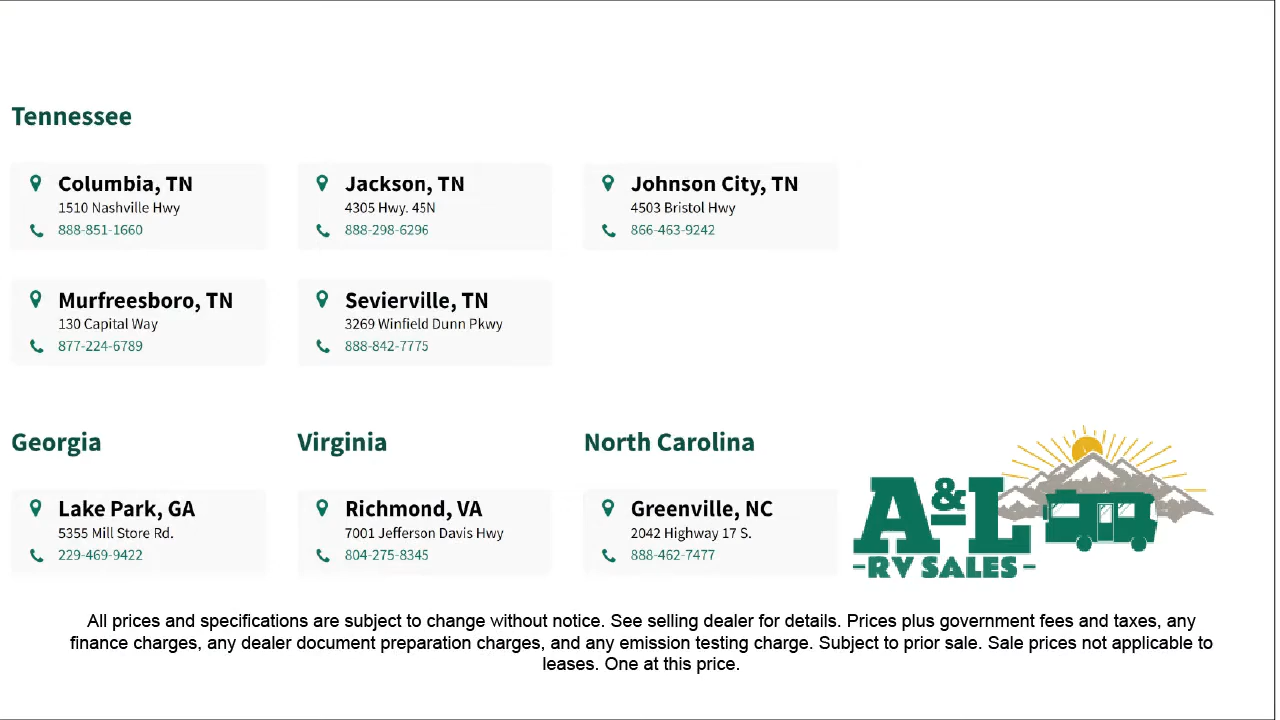 Tennessee
Columbia, TN
1510 Nashville Hwy
888-851-1660
Jackson, TN
4305 Hwy. 45N
888-298-6296
Johnson City, TN
4503 Bristol Hwy
866-463-9242
Murfreesboro, TN
130 Capital Way
877-224-6789
Sevierville, TN
3269 Winfield Dunn Pkwy
888-842-7775
Georgia
Lake Park, GA
5355 Mill Store Rd.
229-469-9422
Virginia
Richmond, VA
7001 Jefferson Davis Hwy
804-275-8345
North Carolina
Greenville, NC
2042 Highway 17 S.
888-462-7477
A&L
-RV SALES-
All prices and specifications are subject to change without notice. See selling dealer for details. Prices plus government fees and taxes, any
finance charges, any dealer document preparation charges, and any emission testing charge. Subject to prior sale. Sale prices not applicable to
leases. One at this price.